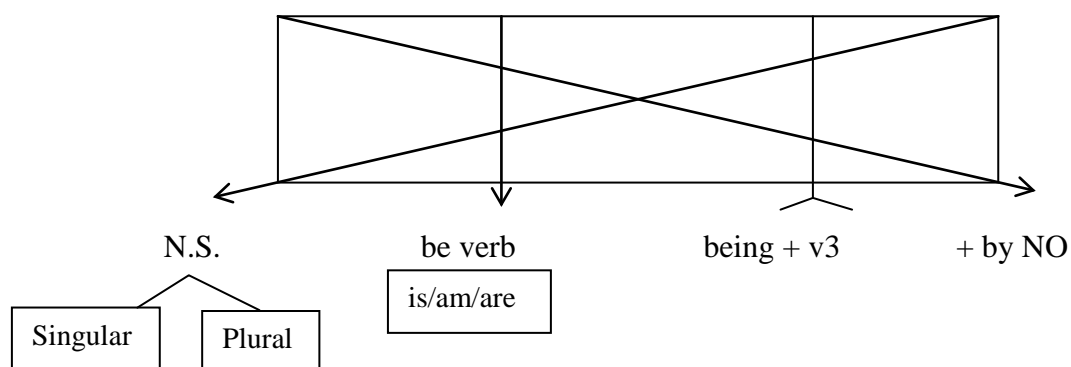 N.S. be verb being + v3 + by NO
is/am/are
Singular Plural